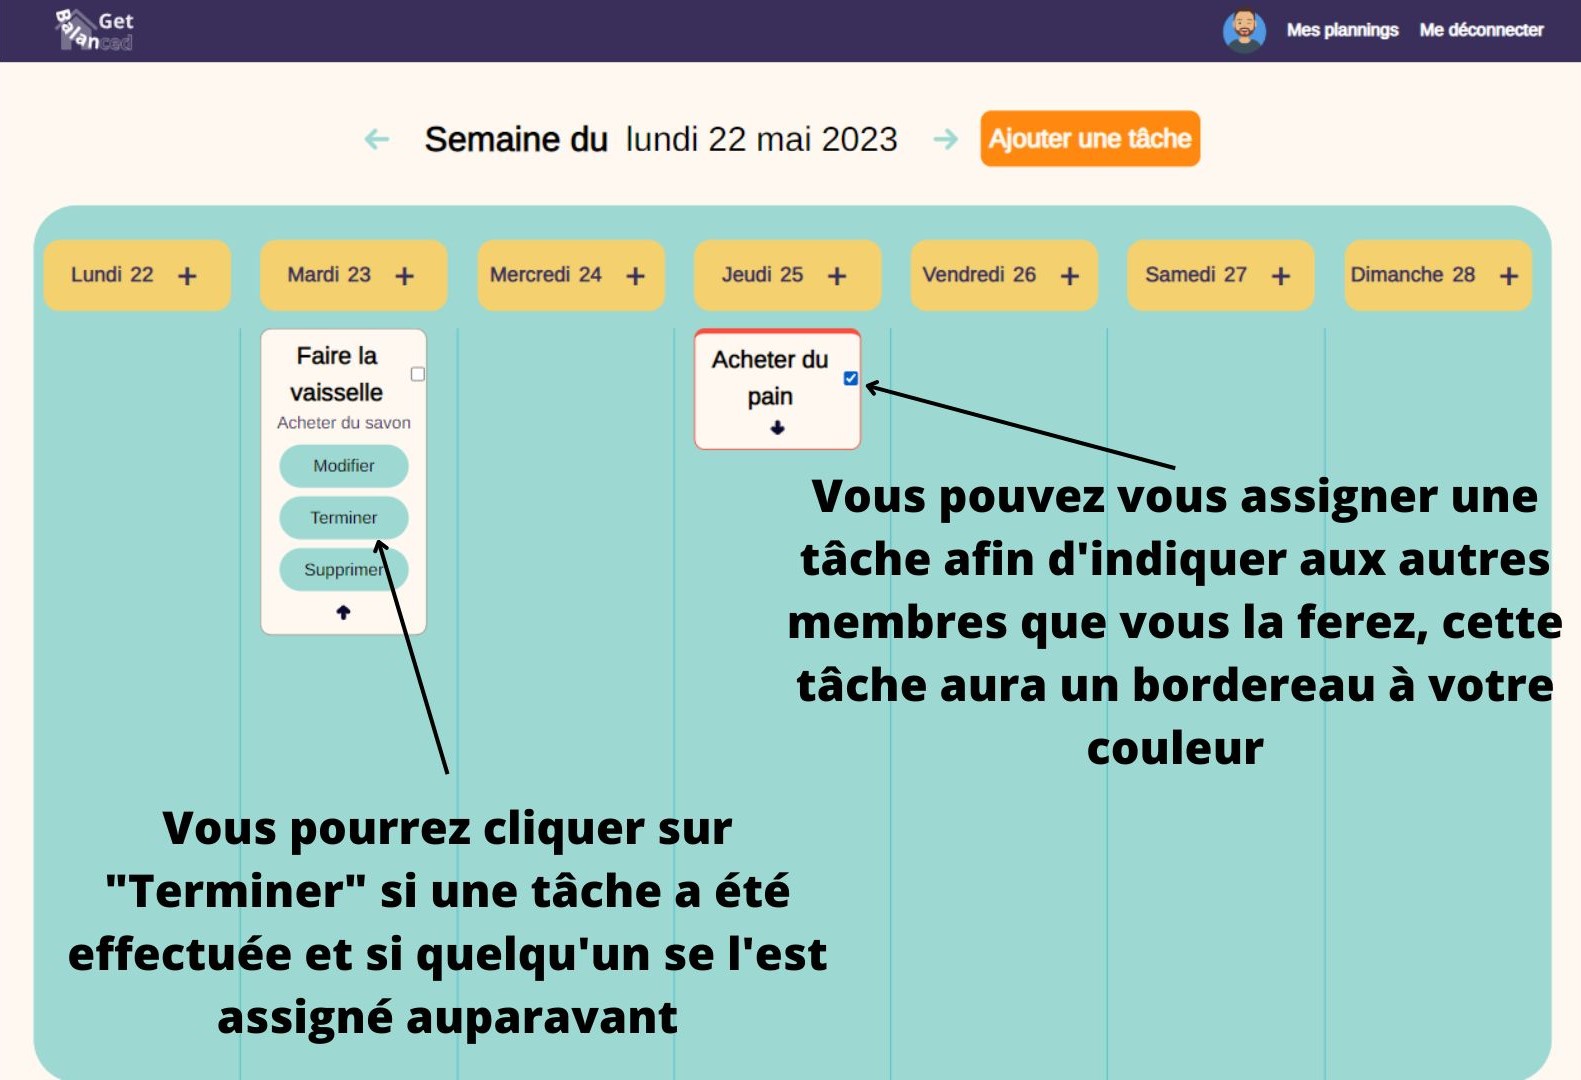 Get
Balanced
Mes plannings Me déconnecter
Semaine du lundi 22 mai 2023
Ajouter une tâche
Lundi 22 +
Mardi 23 +
Mercredi 24 +
Jeudi 25 +
Vendredi 26 +
Samedi 27 +
Dimanche 28 +
Faire la
vaisselle
Acheter du savon
Modifier
Terminer
Supprimer
Acheter du
pain
Vous pouvez vous assigner une
tâche afin d'indiquer aux autres
membres que vous la ferez, cette
tâche aura un bordereau à votre
couleur
Vous pourrez cliquer sur
"Terminer" si une tâche a été
effectuée et si quelqu'un se l'est
assigné auparavant